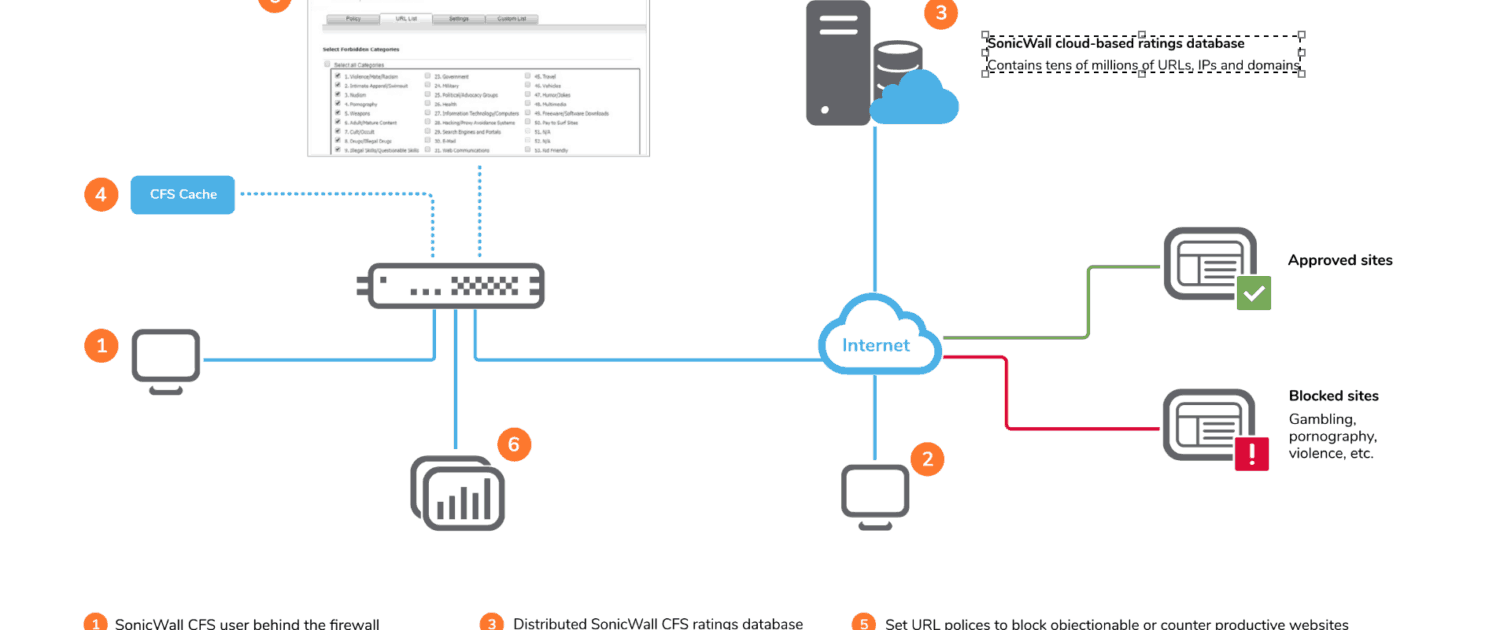 Policy URL List Settings Custom List
3
SonicWall cloud-based ratings database
Contains tens of millions of URLs, IPs and domains
Select Forbidden Categories
Select all Categories
1. Violence/Hate/Racism 23. Government 45. Travel
2. Intimate Apparel/Swimsuit 24. Military 46. Vehicles
3. Nudism 25. Political/Advocacy Groups 47. Humor/Jokes
4. Pornography 26. Health 48. Multimedia
5. Weapons 27. Information Technology/Computers 49. Freeware/Software Downloads
6. Adult/Mature Content 28. Hacking/Proxy Avoidance Systems 50. Pay to Surf Sites
7. Cult/Occult 29. Search Engines and Portals 51. N/A
8. Drugs/Illegal Drugs 30. E-Mail 52. N/A
9. Illegal Skills/Questionable Skills 31. Web Communications 53. Kid Friendly
4 CFS Cache
Approved sites
1
Internet
Blocked sites
Gambling,
pornography,
violence, etc.
6
2
1 SonicWall CFS user behind the firewall
3 Distributed SonicWall CFS ratings database
5 Set URL polices to block objectionable or counter productive websites